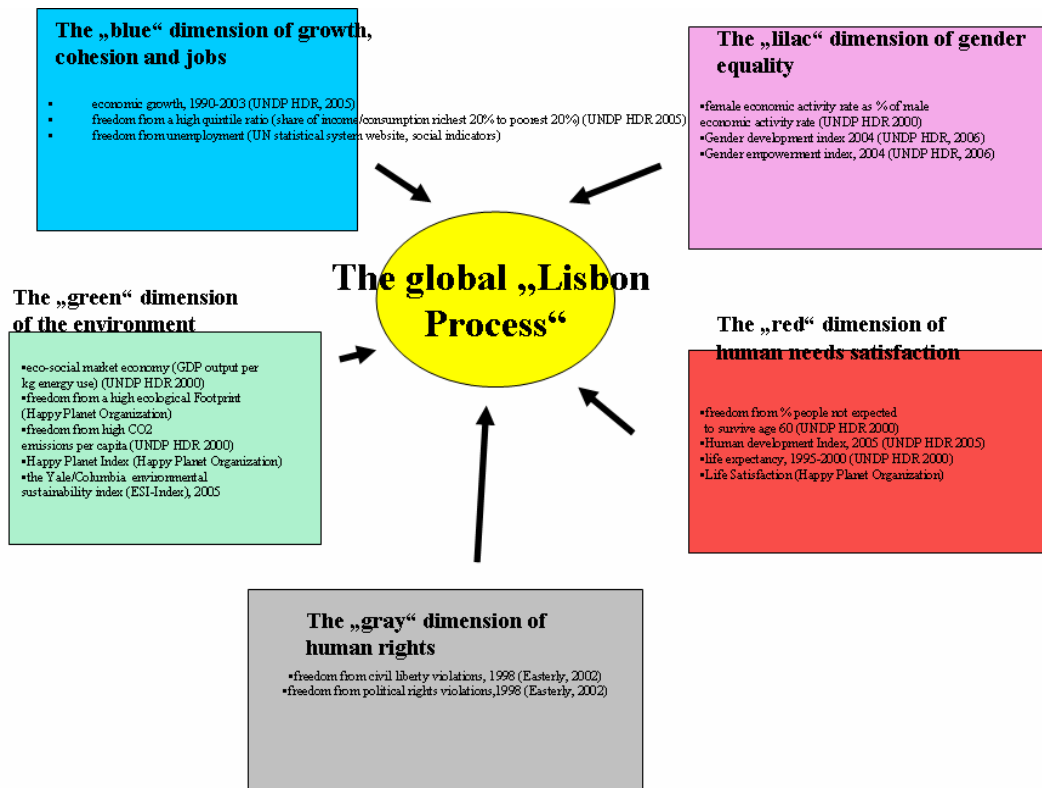 The „blue“ dimension of growth,
cohesion and jobs
▪ economic growth, 1990-2003 (UNDP HDR, 2005)
▪ freedom from a high quintile ratio (share of income/consumption richest 20% to poorest 20%) (UNDP HDR 2005)
▪ freedom from unemployment (UN statistical system website, social indicators)
The „lilac“ dimension of gender
equality
▪female economic activity rate as % of male
economic activity rate (UNDP HDR 2000)
▪Gender development index 2004 (UNDP HDR, 2006)
▪Gender empowerment index, 2004 (UNDP HDR, 2006)
The global „Lisbon
Process“
The „green“ dimension
of the environment
▪eco-social market economy (GDP output per
kg energy use) (UNDP HDR 2000)
▪freedom from a high ecological Footprint
(Happy Planet Organization)
▪freedom from high CO2
emissions per capita (UNDP HDR 2000)
▪Happy Planet Index (Happy Planet Organization)
▪the Yale/Columbia environmental
sustainability index (ESI-Index), 2005
The „red“ dimension of
human needs satisfaction
▪freedom from % people not expected
to survive age 60 (UNDP HDR 2000)
▪Human development Index, 2005 (UNDP HDR 2005)
▪life expectancy, 1995-2000 (UNDP HDR 2000)
▪Life Satisfaction (Happy Planet Organization)
The „gray“ dimension of
human rights
▪freedom from civil liberty violations, 1998 (Easterly, 2002)
▪freedom from political rights violations,1998 (Easterly, 2002)